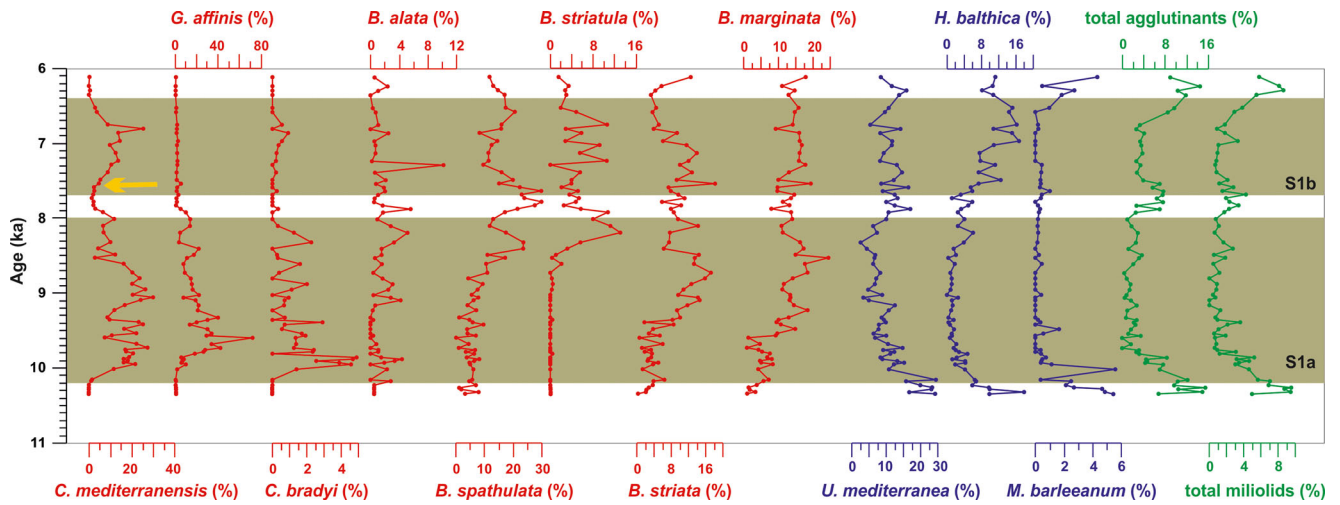 G. affinis (%) B. alata (%) B. striatula (%) B. marginata (%) H. balthica (%) total agglutinants (%)
0 40 80 0 4 8 12 0 8 16 0 10 20 0 8 16 0 8 16
6
7
8
9
10
11
Age (ka)
S1b
S1a
0 20 40 0 2 4 0 10 20 30 0 8 16 0 10 20 30 0 2 4 6 0 4 8
C. mediterranensis (%) C. bradyi (%) B. spathulata (%) B. striata (%) U. mediterranea (%) M. barleeanum (%) total miliolids (%)